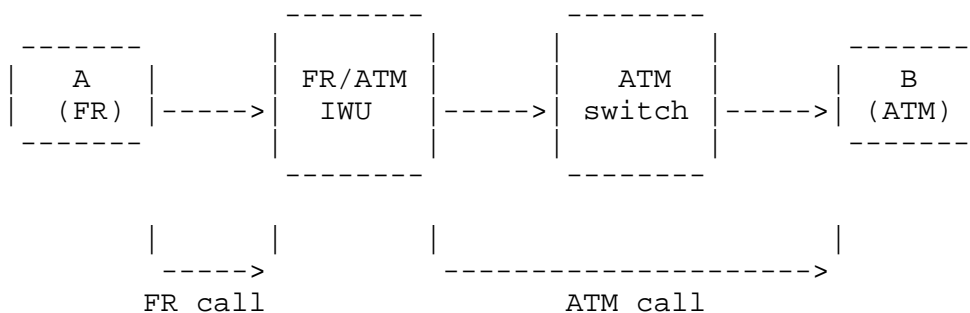 A FR/ATM ATM B
(FR) IWU switch (ATM)
FR call ATM call